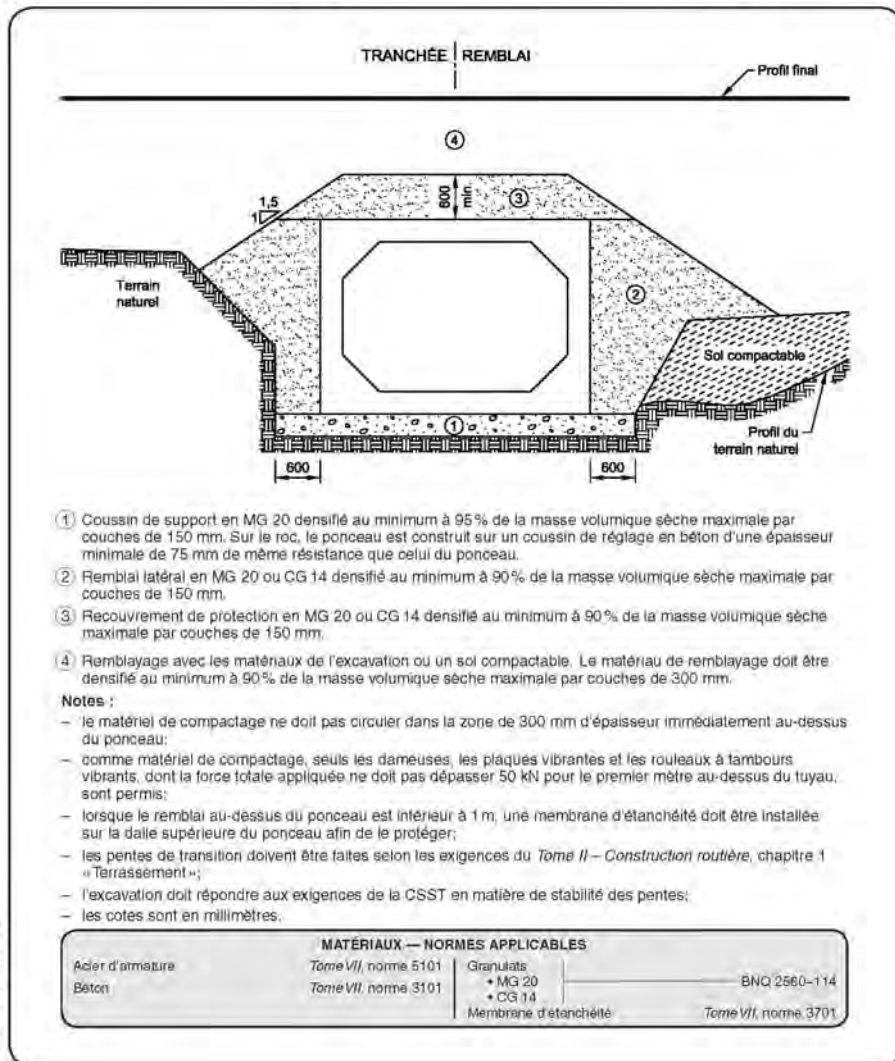 TRANCHÉE REMBLAI
Profil final
4
600 min.
3
1,5
1
2
Terrain
naturel
Sol compactable
1
Profil du
terrain naturel
600
600
1 Coussin de support en MG 20 densifié au minimum à 95 % de la masse volumique sèche maximale par
couches de 150 mm. Sur le roc, le ponceau est construit sur un coussin de réglage en béton d'une épaisseur
minimale de 75 mm de même résistance que celui du ponceau.
2 Remblai latéral en MG 20 ou CG 14 densifié au minimum à 90 % de la masse volumique sèche maximale par
couches de 150 mm.
3 Recouvrement de protection en MG 20 ou CG 14 densifié au minimum à 90 % de la masse volumique sèche
maximale par couches de 150 mm.
4 Remblayage avec les matériaux de l'excavation ou un sol compactable. Le matériau de remblayage doit être
densifié au minimum à 90 % de la masse volumique sèche maximale par couches de 300 mm.
Notes :
– le matériel de compactage ne doit pas circuler dans la zone de 300 mm d'épaisseur immédiatement au-dessus
du ponceau;
– comme matériel de compactage, seuls les dameuses, les plaques vibrantes et les rouleaux à tambours
vibrants, dont la force totale appliquée ne doit pas dépasser 50 kN pour le premier mètre au-dessus du tuyau,
sont permis;
– lorsque le remblai au-dessus du ponceau est inférieur à 1 m, une membrane d'étanchéité doit être installée
sur la dalle supérieure du ponceau afin de le protéger;
– les pentes de transition doivent être faites selon les exigences du Tome II – Construction routière, chapitre 1
« Terrassement »;
– l'excavation doit répondre aux exigences de la CSST en matière de stabilité des pentes;
– les cotes sont en millimètres.
MATÉRIAUX — NORMES APPLICABLES
Acier d'armature Tome VII, norme 5101
Béton Tome VII, norme 3101
Granulats
• MG 20
• CG 14
BNQ 2560–114
Membrane d'étanchéité Tome VII, norme 3701